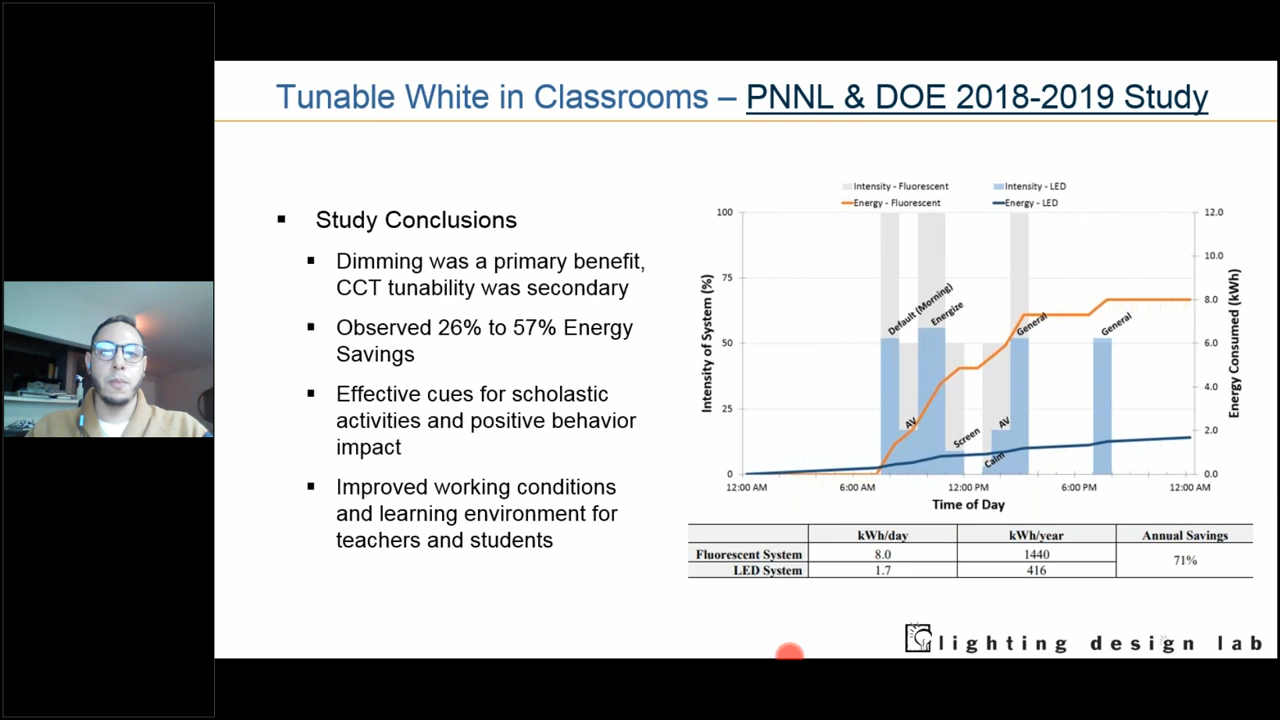 Tunable White in Classrooms – PNNL & DOE 2018-2019 Study
Study Conclusions
Dimming was a primary benefit,
CCT tunability was secondary
Observed 26% to 57% Energy
Savings
Effective cues for scholastic
activities and positive behavior
impact
Improved working conditions
and learning environment for
teachers and students
Intensity - Fluorescent Intensity - LED
Energy - Fluorescent Energy - LED
Intensity of System (%)
100
75
50
25
0
Default (Morning)
AV
Energize
Screen
Calm
AV
General
General
12.0
10.0
8.0
6.0
4.0
2.0
0.0
Energy Consumed (kWh)
12:00 AM 6:00 AM 12:00 PM 6:00 PM 12:00 AM
Time of Day
kWh/day kWh/year Annual Savings
Fluorescent System 8.0 1440 71%
LED System 1.7 416
lighting design lab